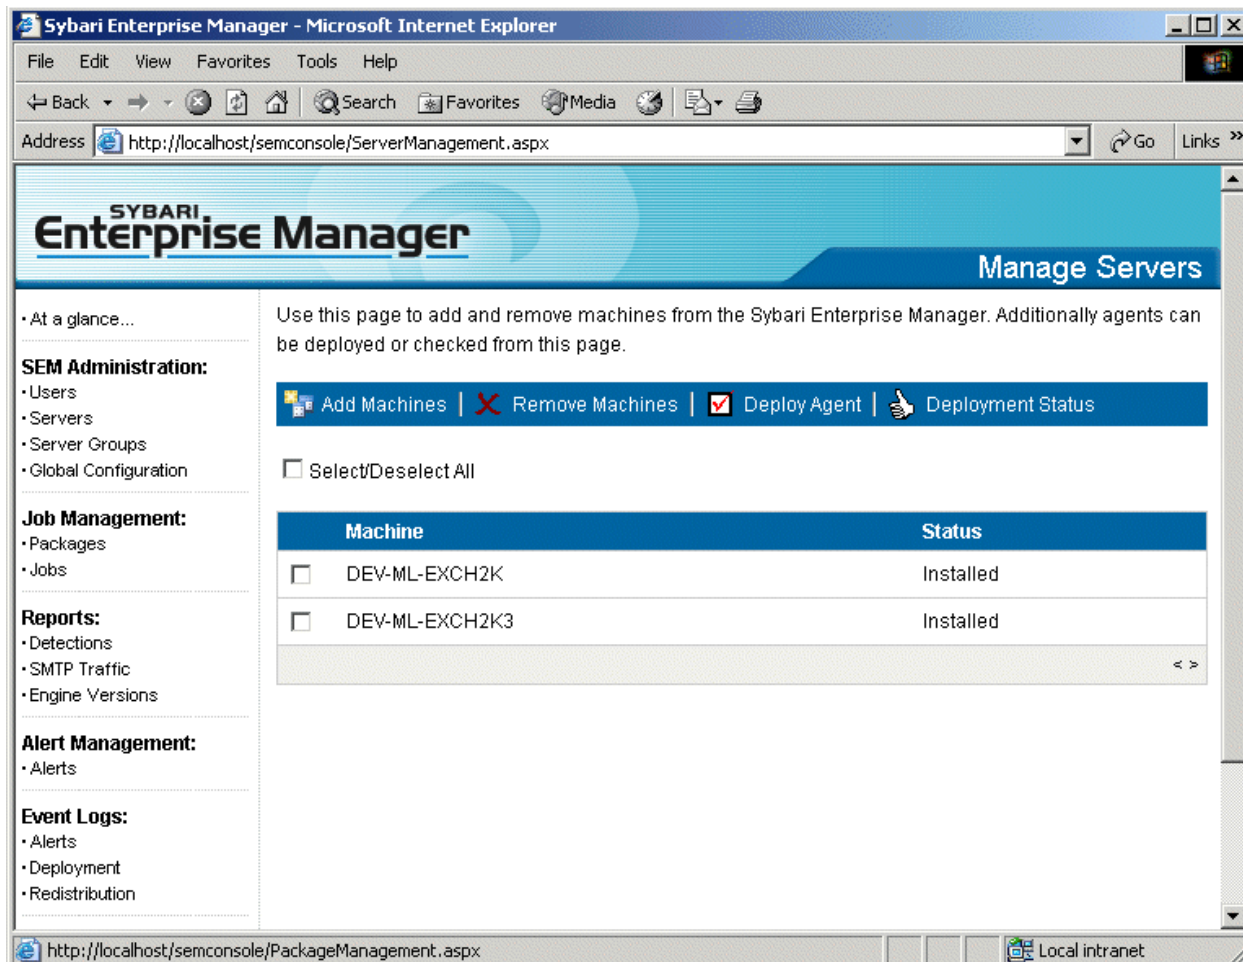 Sybari Enterprise Manager - Microsoft Internet Explorer
File Edit View Favorites Tools Help
Back Search Favorites Media
Address http://localhost/semconsole/ServerManagement.aspx Go Links »
SYBARI
Enterprise Manager
Manage Servers
· At a glance...
SEM Administration:
· Users
· Servers
· Server Groups
· Global Configuration
Job Management:
· Packages
· Jobs
Reports:
· Detections
· SMTP Traffic
· Engine Versions
Alert Management:
· Alerts
Event Logs:
· Alerts
· Deployment
· Redistribution
Use this page to add and remove machines from the Sybari Enterprise Manager. Additionally agents can
be deployed or checked from this page.
Add Machines | Remove Machines | Deploy Agent | Deployment Status
Select/Deselect All
Machine Status
DEV-ML-EXCH2K Installed
DEV-ML-EXCH2K3 Installed
< >
http://localhost/semconsole/PackageManagement.aspx Local intranet